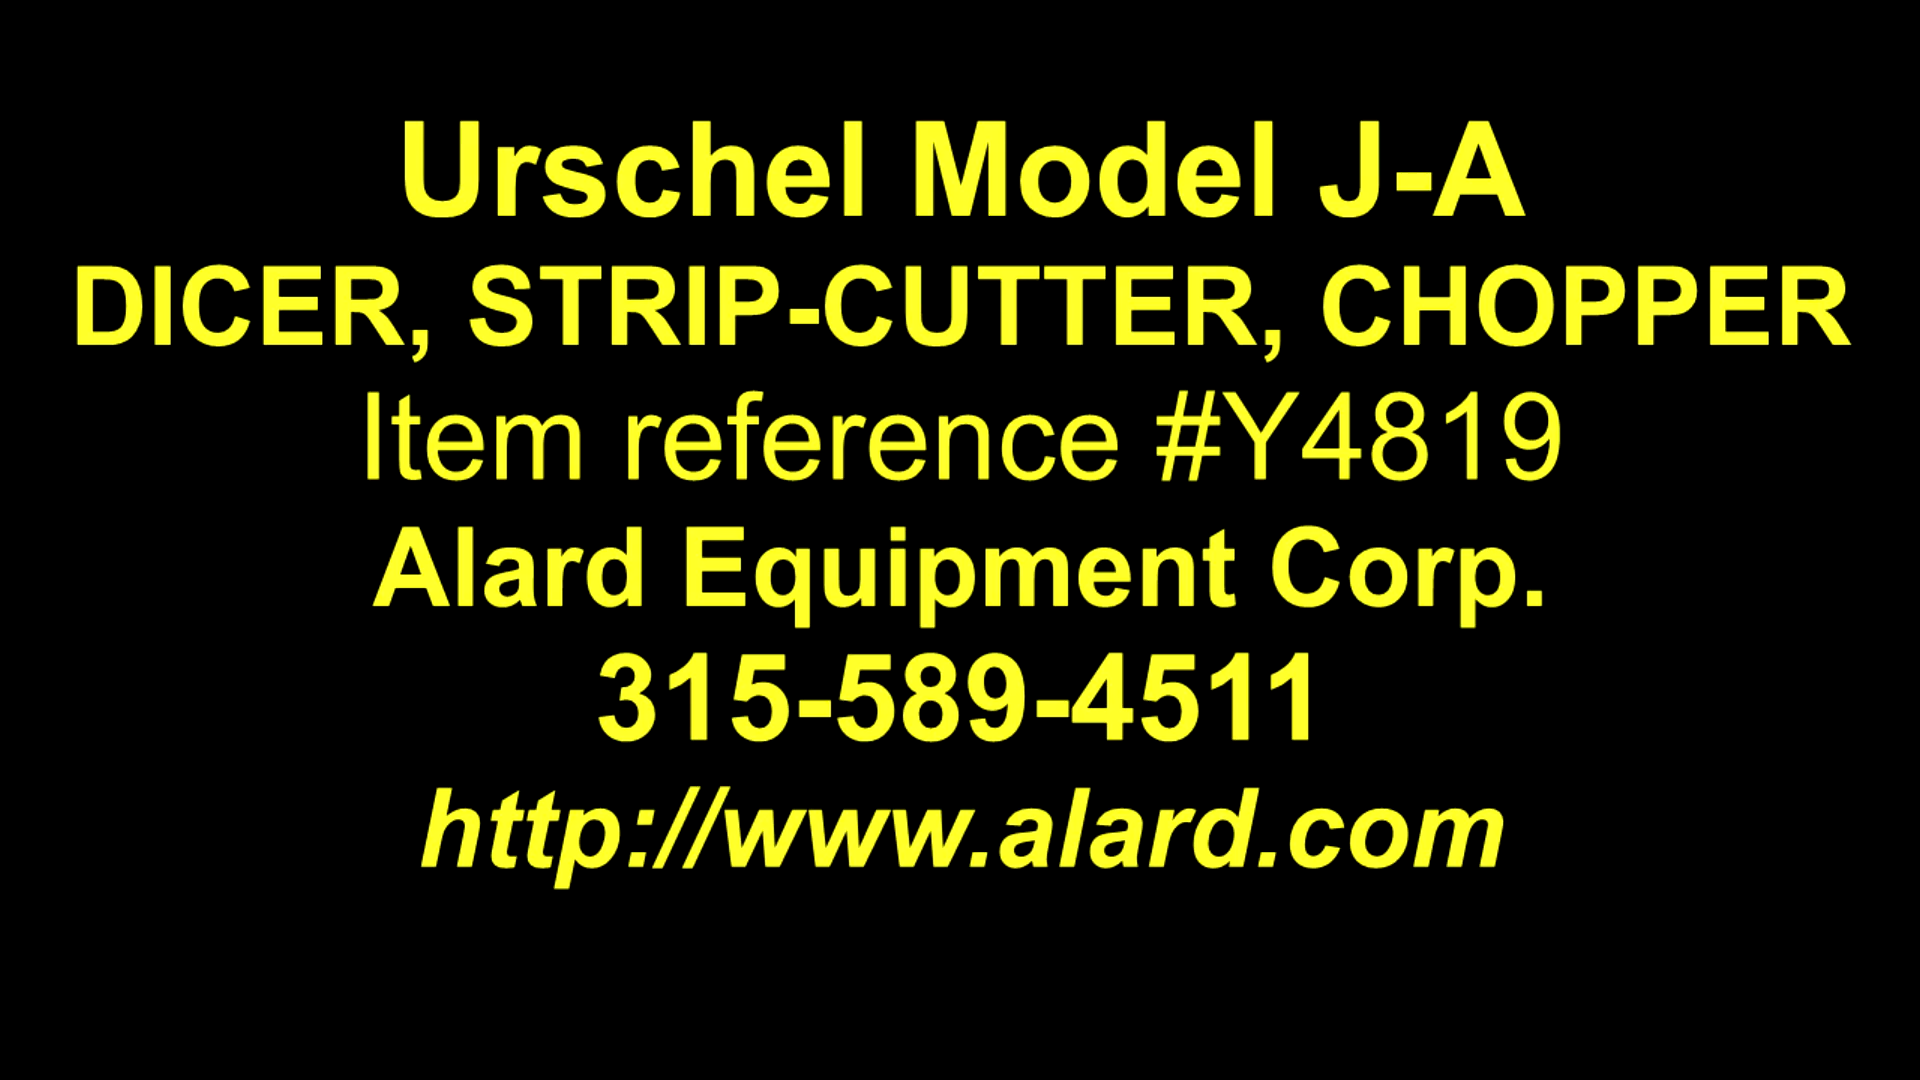 Urschel Model J-A
DICER, STRIP-CUTTER, CHOPPER
Item reference #Y4819
Alard Equipment Corp.
315-589-4511
http://www.alard.com